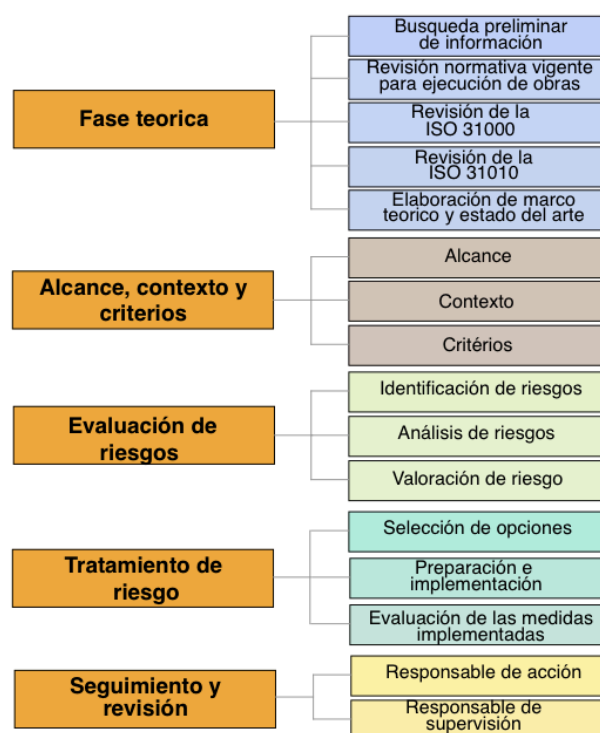 Fase teorica
Busqueda preliminar
de información
Revisión normativa vigente
para ejecución de obras
Revisión de la
ISO 31000
Revisión de la
ISO 31010
Elaboración de marco
teorico y estado del arte
Alcance, contexto y
criterios
Alcance
Contexto
Critérios
Evaluación de
riesgos
Identificación de riesgos
Análisis de riesgos
Valoración de riesgo
Tratamiento de
riesgo
Selección de opciones
Preparación e
implementación
Evaluación de las medidas
implementadas
Seguimiento y
revisión
Responsable de acción
Responsable de
supervisión